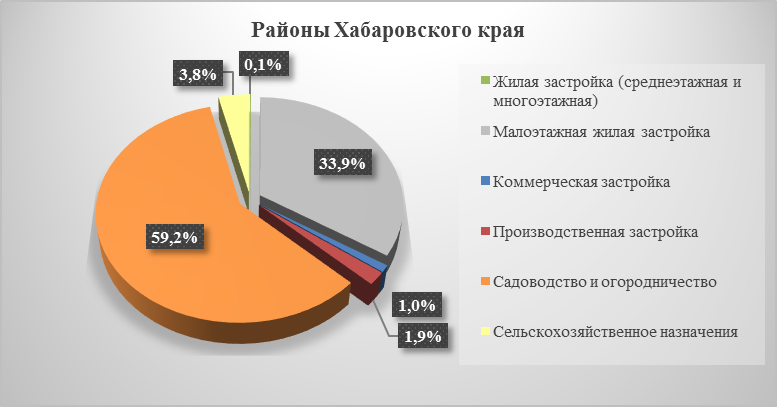 Районы Хабаровского края
3,8%
0,1%
33,9%
59,2%
1,0%
1,9%
Жилая застройка (среднеэтажная и
многоэтажная)
Малоэтажная жилая застройка
Коммерческая застройка
Производственная застройка
Садоводство и огородничество
Сельскохозяйственное назначения